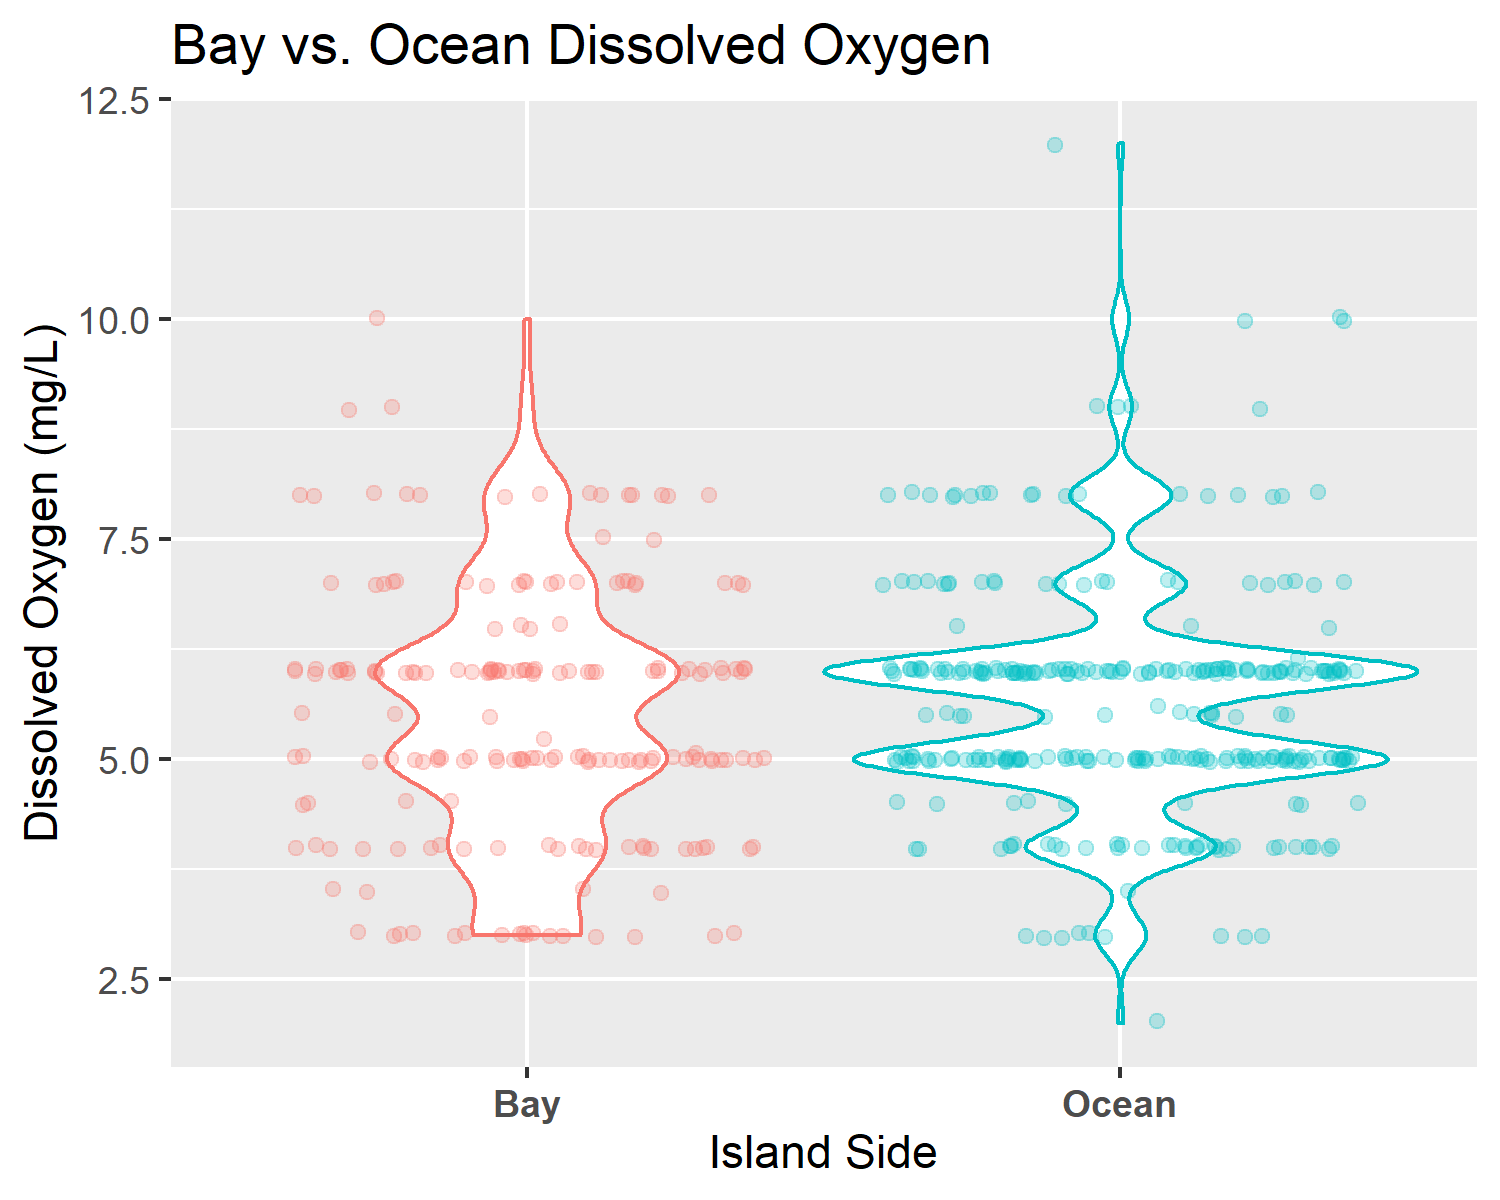 Bay vs. Ocean Dissolved Oxygen
12.5
10.0
7.5
5.0
2.5
Dissolved Oxygen (mg/L)
Bay
Ocean
Island Side